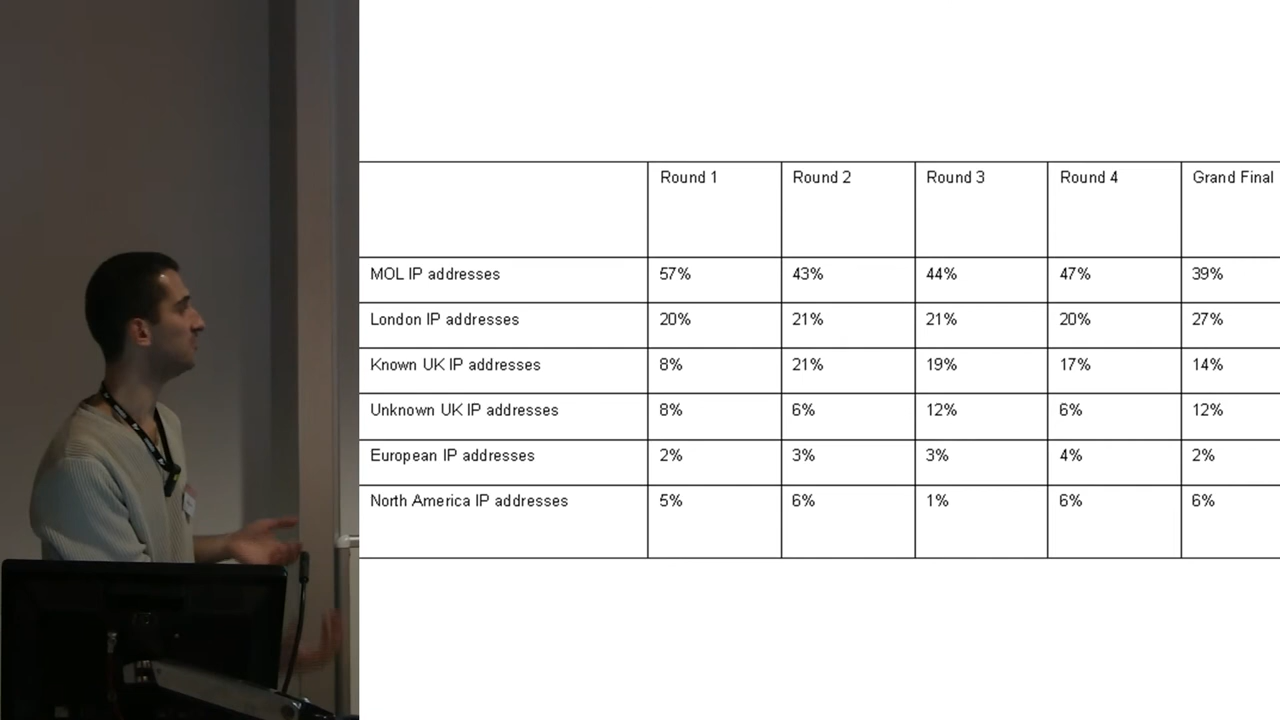 Round 1 Round 2 Round 3 Round 4 Grand Final
MOL IP addresses 57% 43% 44% 47% 39%
London IP addresses 20% 21% 21% 20% 27%
Known UK IP addresses 8% 21% 19% 17% 14%
Unknown UK IP addresses 8% 6% 12% 6% 12%
European IP addresses 2% 3% 3% 4% 2%
North America IP addresses 5% 6% 1% 6% 6%